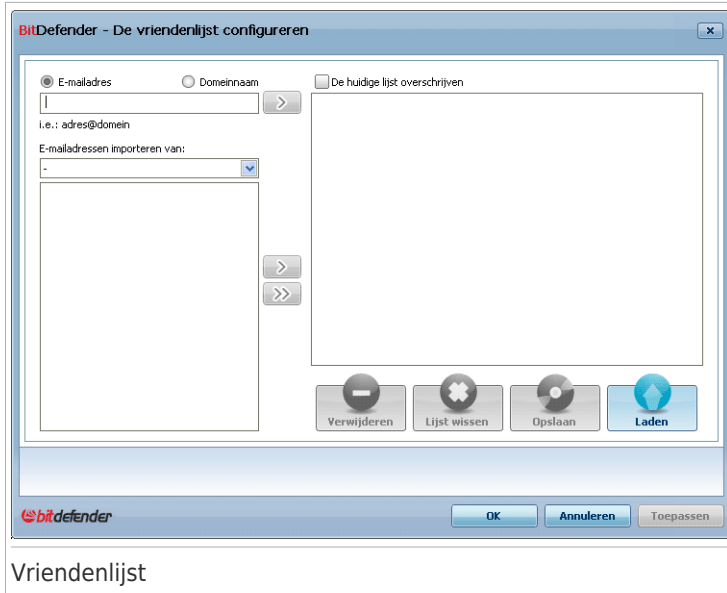 BitDefender - De vriendenlijst configureren
E-mailadres
Domeinnaam
De huidige lijst overschrijven
i.e.: adres@domein
E-mailadressen importeren van:
-
Verwijderen
Lijst wissen
Opslaan
Laden
bitdefender
OK
Annuleren
Toepassen
Vriendenlijst